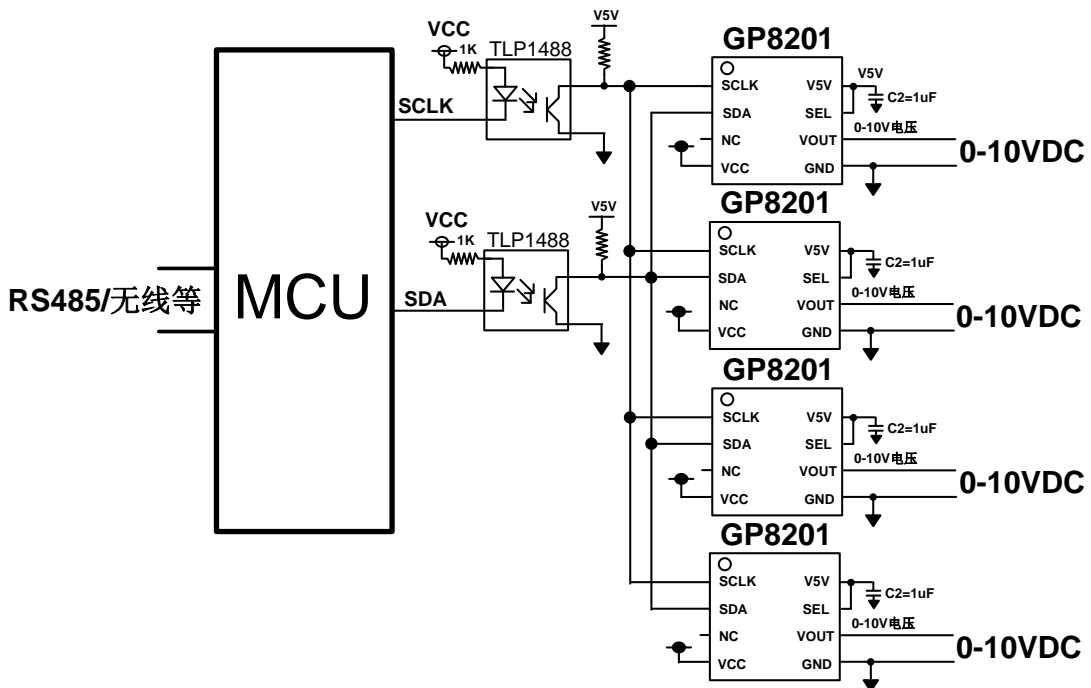 VCC
1K
TLP1488
V5V
SCLK
VCC
1K
TLP1488
V5V
SDA
RS485/无线等
MCU
GP8201
SCLK
SDA
NC
VCC
V5V
SEL
VOUT
GND
V5V
C2=1uF
0-10V电压
0-10VDC
GP8201
SCLK
SDA
NC
VCC
V5V
SEL
VOUT
GND
C2=1uF
0-10V电压
0-10VDC
GP8201
SCLK
SDA
NC
VCC
V5V
SEL
VOUT
GND
C2=1uF
0-10V电压
0-10VDC
GP8201
SCLK
SDA
NC
VCC
V5V
SEL
VOUT
GND
C2=1uF
0-10V电压
0-10VDC